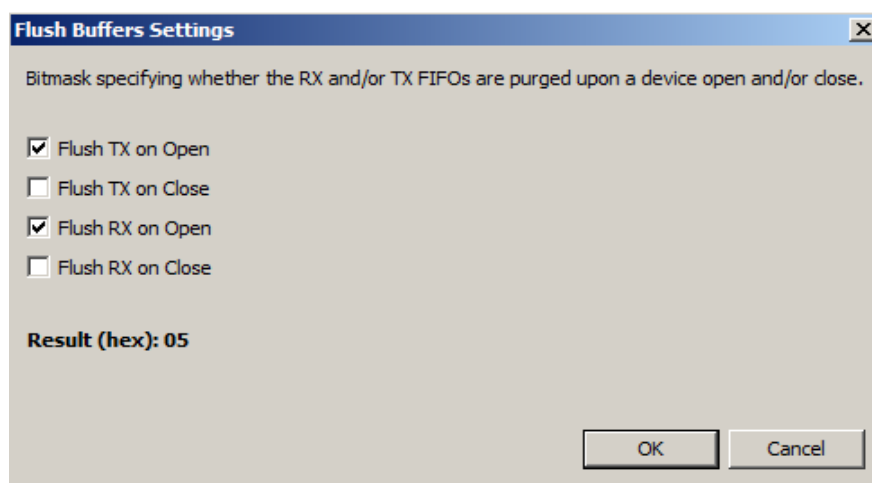 Flush Buffers Settings
Bitmask specifying whether the RX and/or TX FIFOs are purged upon a device open and/or close.
Flush TX on Open
Flush TX on Close
Flush RX on Open
Flush RX on Close
Result (hex): 05
OK Cancel